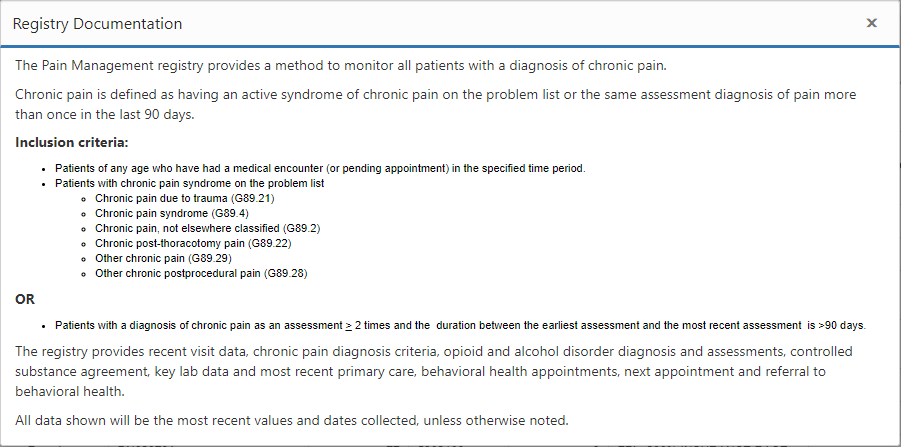 Registry Documentation
×
The Pain Management registry provides a method to monitor all patients with a diagnosis of chronic pain.
Chronic pain is defined as having an active syndrome of chronic pain on the problem list or the same assessment diagnosis of pain more
than once in the last 90 days.
Inclusion criteria:
• Patients of any age who have had a medical encounter (or pending appointment) in the specified time period.
• Patients with chronic pain syndrome on the problem list
o Chronic pain due to trauma (G89.21)
o Chronic pain syndrome (G89.4)
o Chronic pain, not elsewhere classified (G89.2)
o Chronic post-thoracotomy pain (G89.22)
o Other chronic pain (G89.29)
o Other chronic postprocedural pain (G89.28)
OR
• Patients with a diagnosis of chronic pain as an assessment ≥ 2 times and the duration between the earliest assessment and the most recent assessment is >90 days.
The registry provides recent visit data, chronic pain diagnosis criteria, opioid and alcohol disorder diagnosis and assessments, controlled
substance agreement, key lab data and most recent primary care, behavioral health appointments, next appointment and referral to
behavioral health.
All data shown will be the most recent values and dates collected, unless otherwise noted.